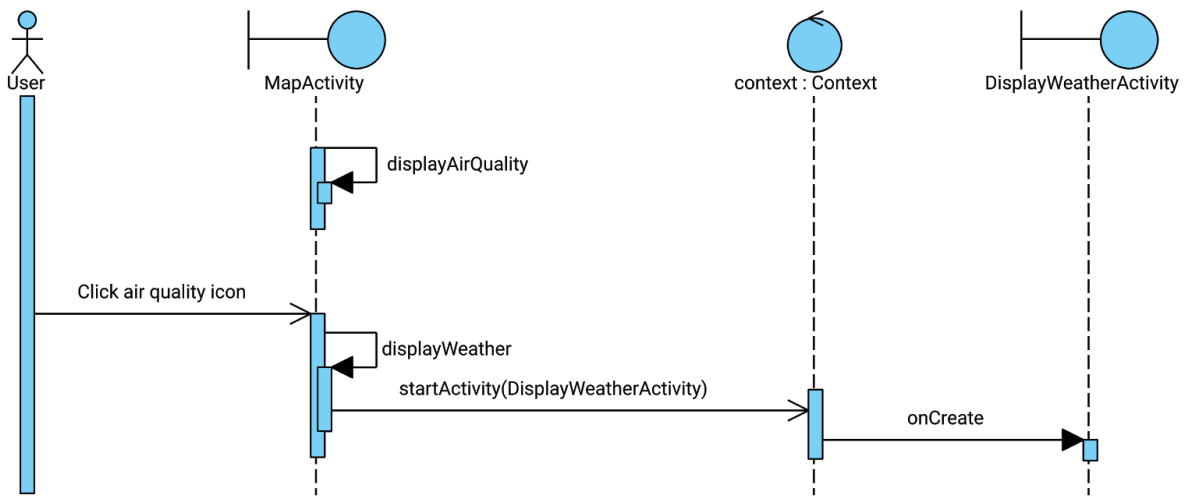 User
MapActivity
context : Context
DisplayWeatherActivity
displayAirQuality
Click air quality icon
displayWeather
startActivity(DisplayWeatherActivity)
onCreate